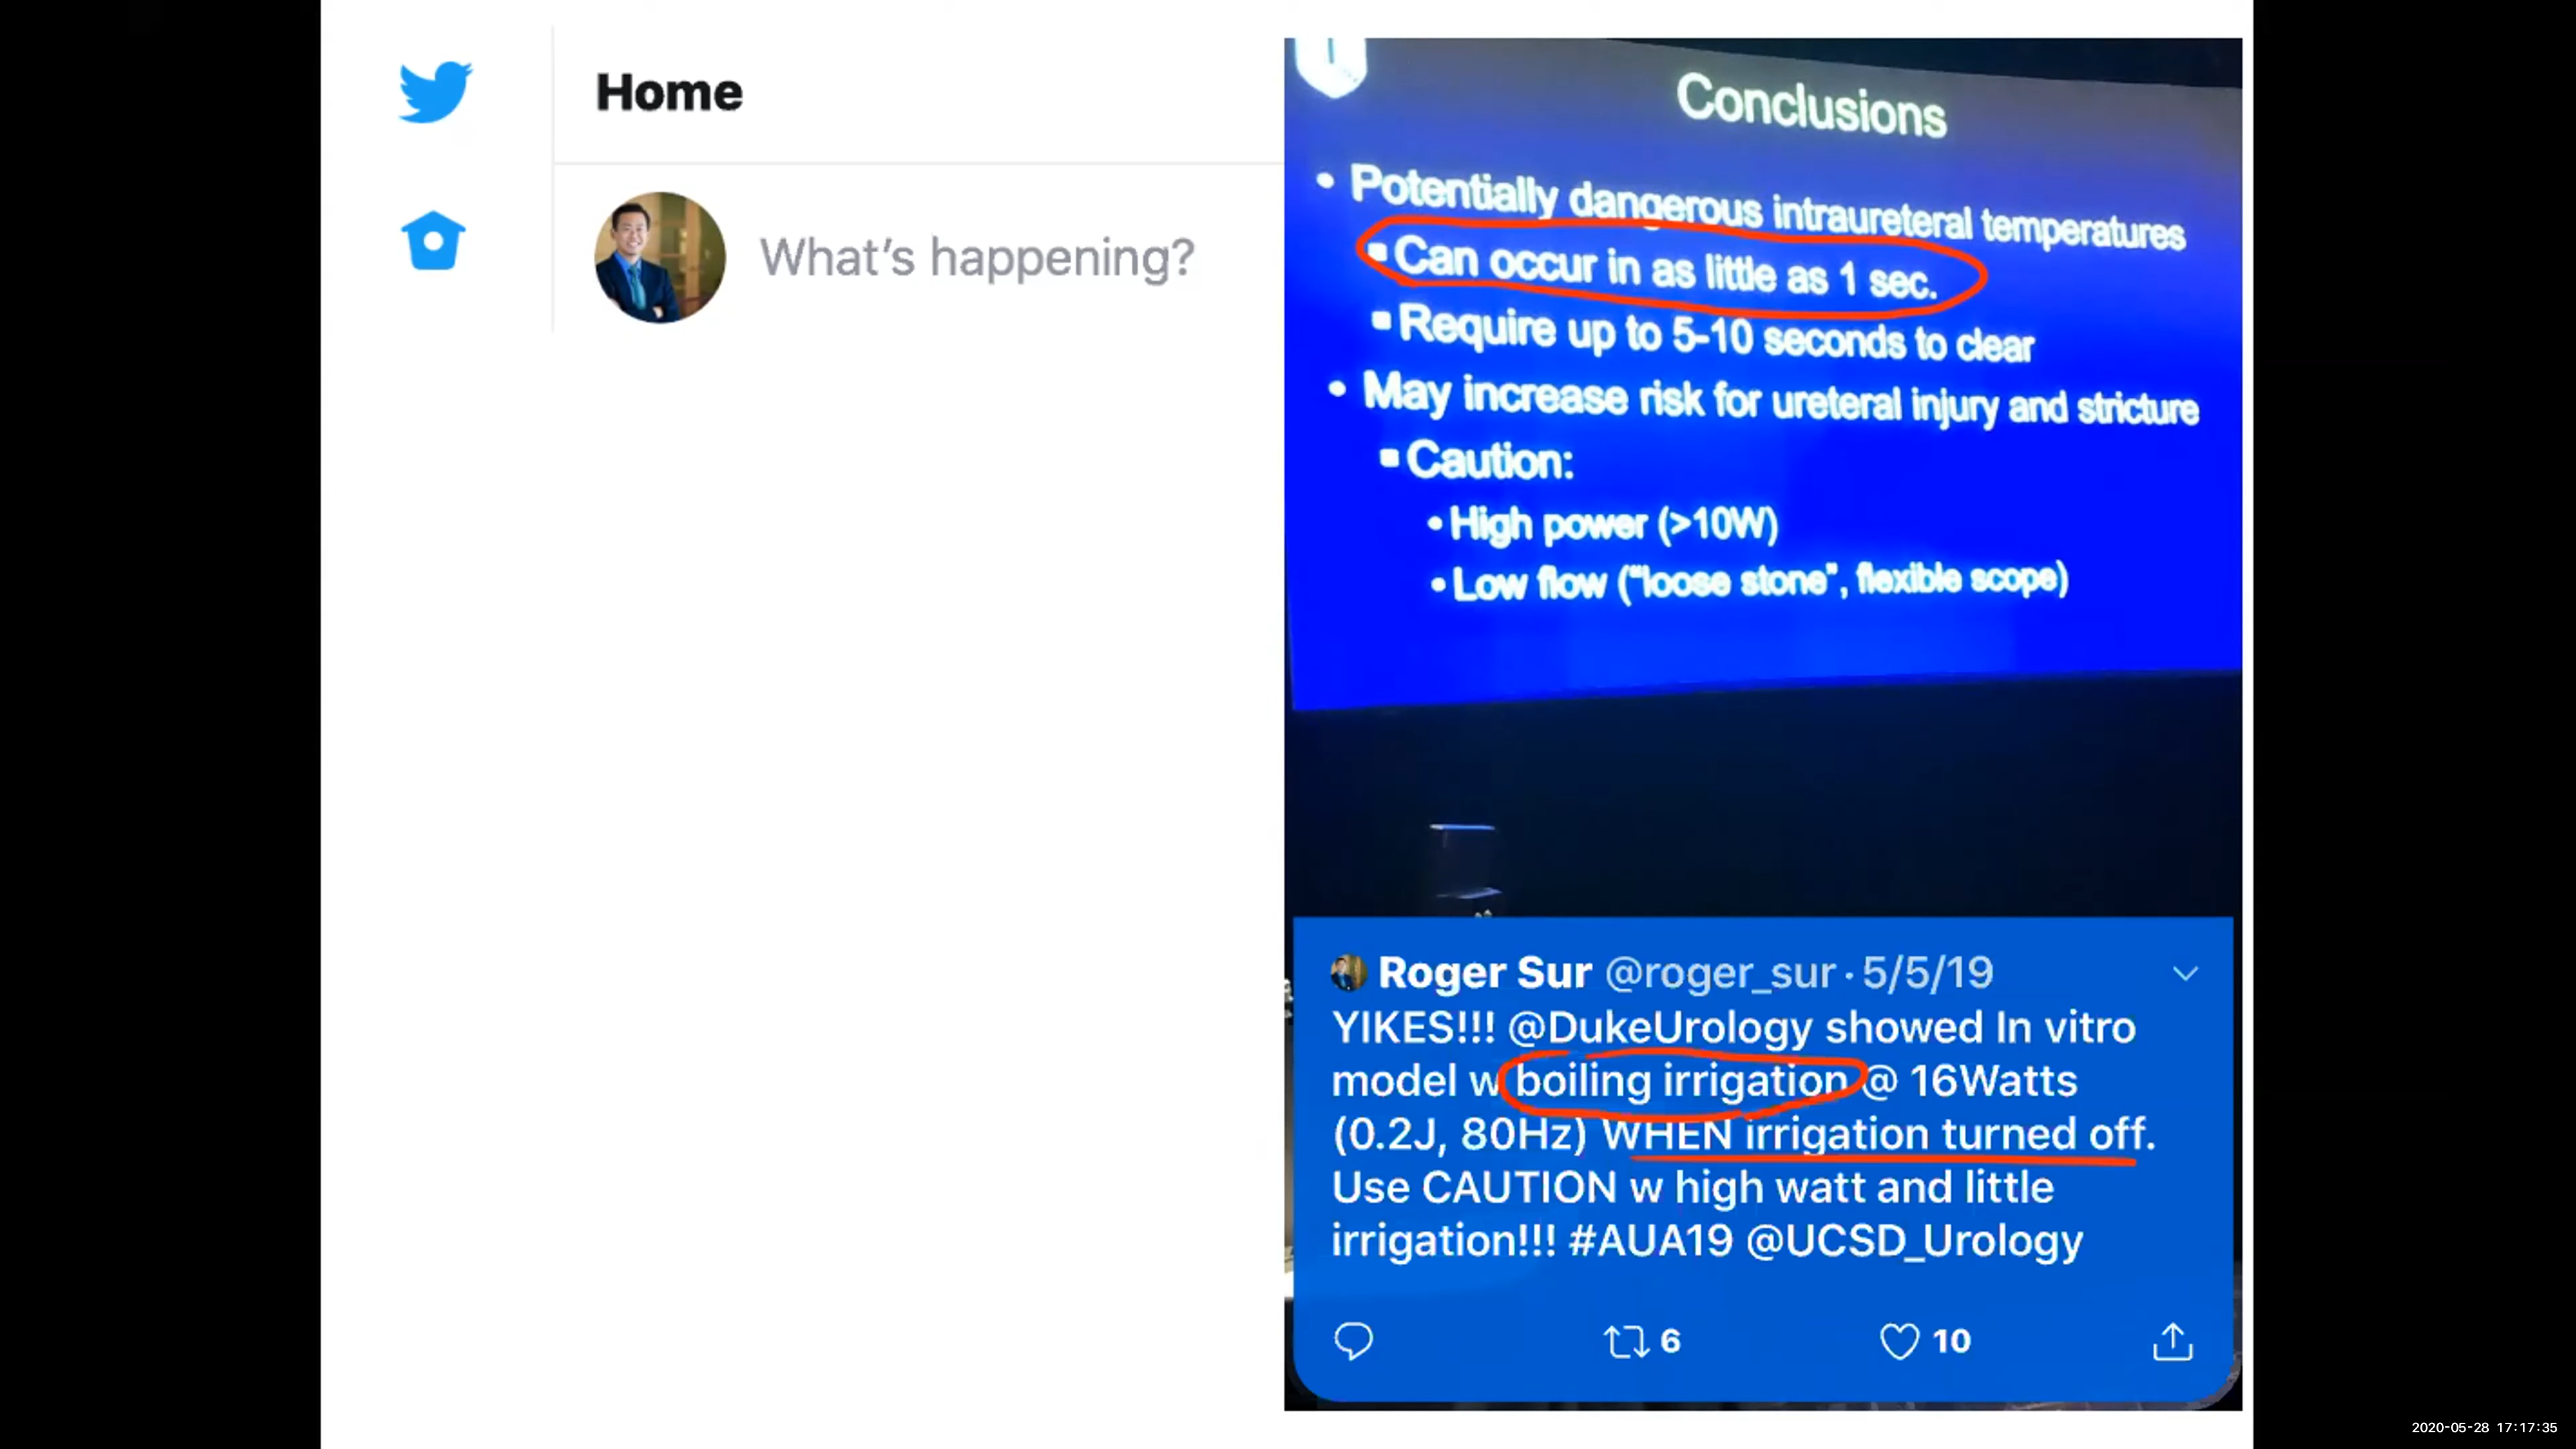 Home
What's happening?
Conclusions
• Potentially dangerous intraureteral temperatures
▪ Can occur in as little as 1 sec.
▪ Require up to 5-10 seconds to clear
• May increase risk for ureteral injury and stricture
▪ Caution:
• High power (>10W)
• Low flow ("loose stone", flexible scope)
Roger Sur @roger_sur · 5/5/19
YIKES!!! @DukeUrology showed In vitro
model w boiling irrigation @ 16Watts
(0.2J, 80Hz) WHEN irrigation turned off.
Use CAUTION w high watt and little
irrigation!!! #AUA19 @UCSD_Urology
6
10
2020-05-28 17:17:35